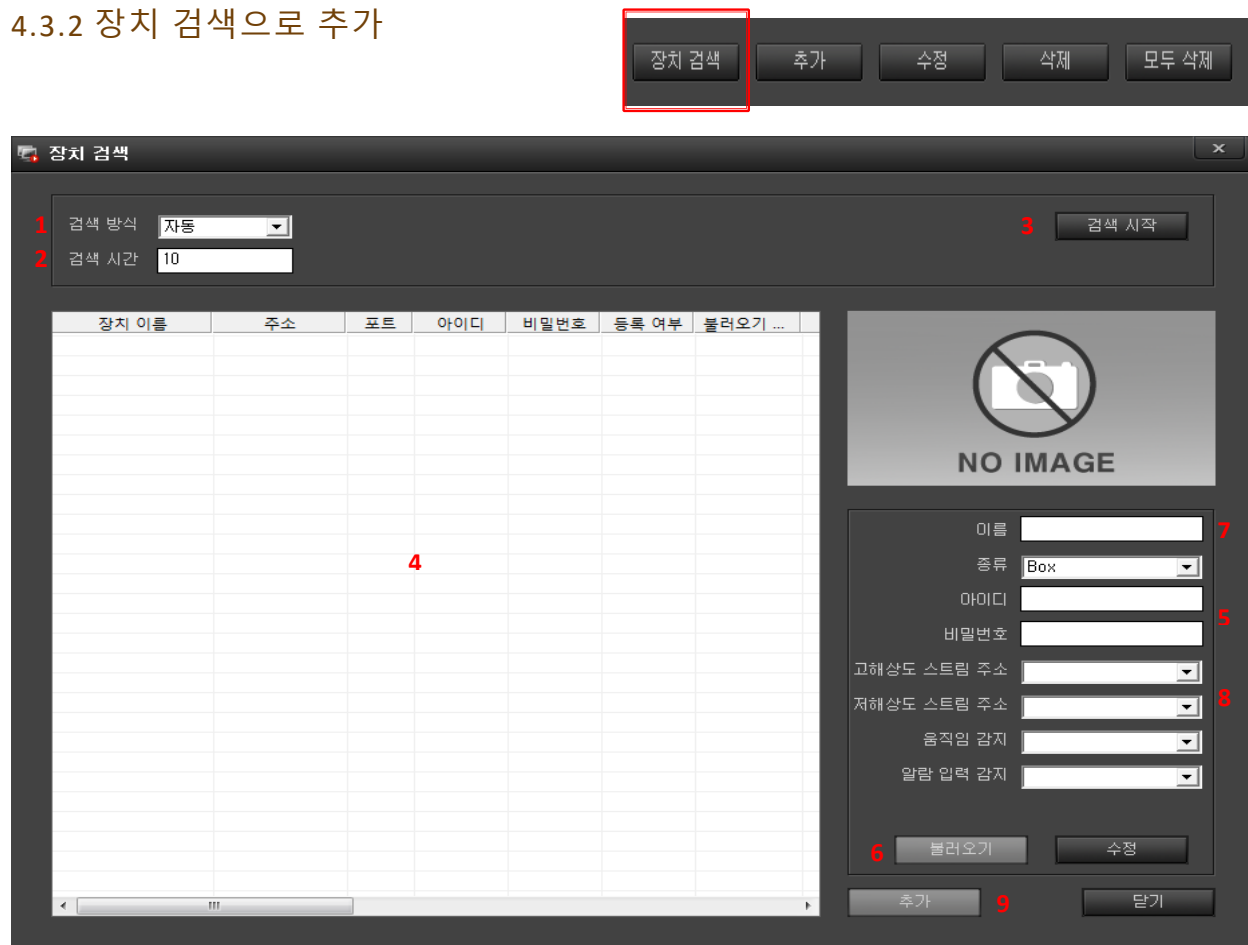 4.3.2 장치 검색으로 추가
장치 검색 추가 수정 삭제 모두 삭제
장치 검색
1 검색 방식 자동 3 검색 시작
2 검색 시간 10
장치 이름 주소 포트 아이디 비밀번호 등록 여부 불러오기 ...
NO IMAGE
4
이름 7
종류 Box
아이디
5
비밀번호
고해상도 스트림 주소
저해상도 스트림 주소 8
움직임 감지
알람 입력 감지
6 불러오기 수정
추가 9 닫기